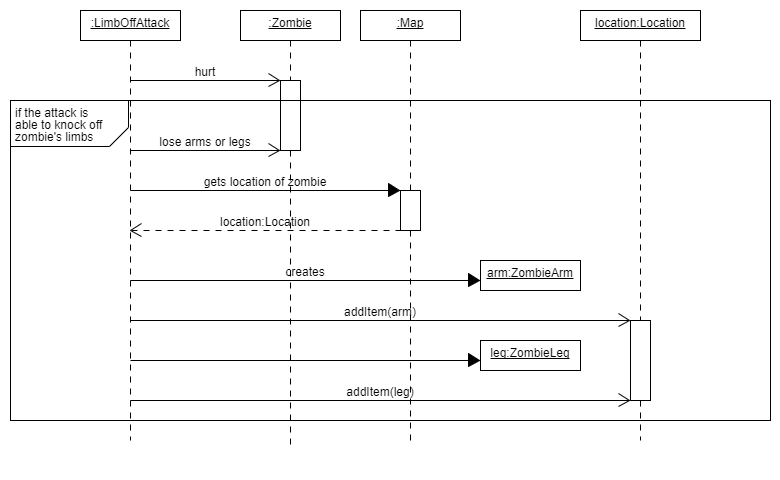 :LimbOffAttack
:Zombie
:Map
location:Location
hurt
if the attack is
able to knock off
zombie's limbs
lose arms or legs
gets location of zombie
location:Location
creates
arm:ZombieArm
addItem(arm)
leg:ZombieLeg
addItem(leg)